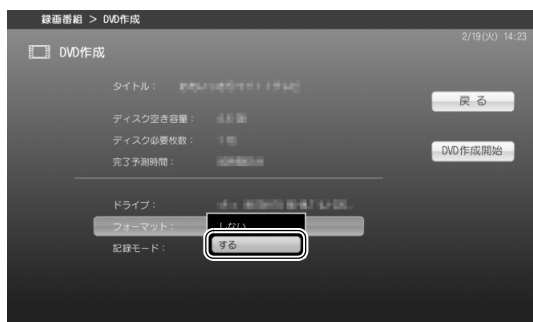 録画番組 > DVD作成
2/19(火) 14:23
DVD作成
タイトル：
戻る
ディスク空き容量：
ディスク必要枚数：
DVD作成開始
完了予測時間：
ドライブ：
フォーマット：
しない
する
記録モード：